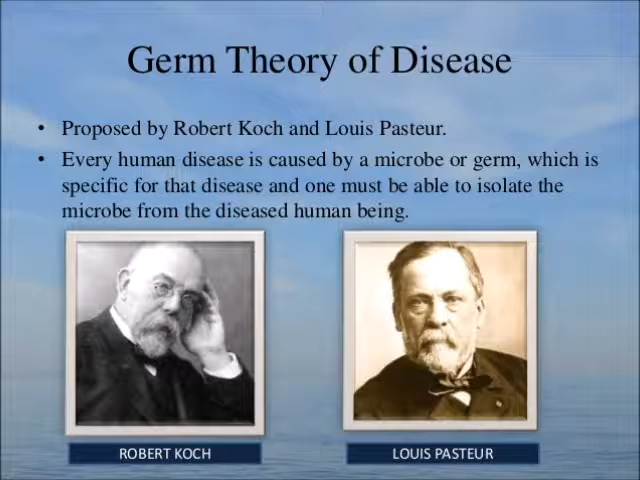 Germ Theory of Disease
• Proposed by Robert Koch and Louis Pasteur.
• Every human disease is caused by a microbe or germ, which is
specific for that disease and one must be able to isolate the
microbe from the diseased human being.
ROBERT KOCH
LOUIS PASTEUR